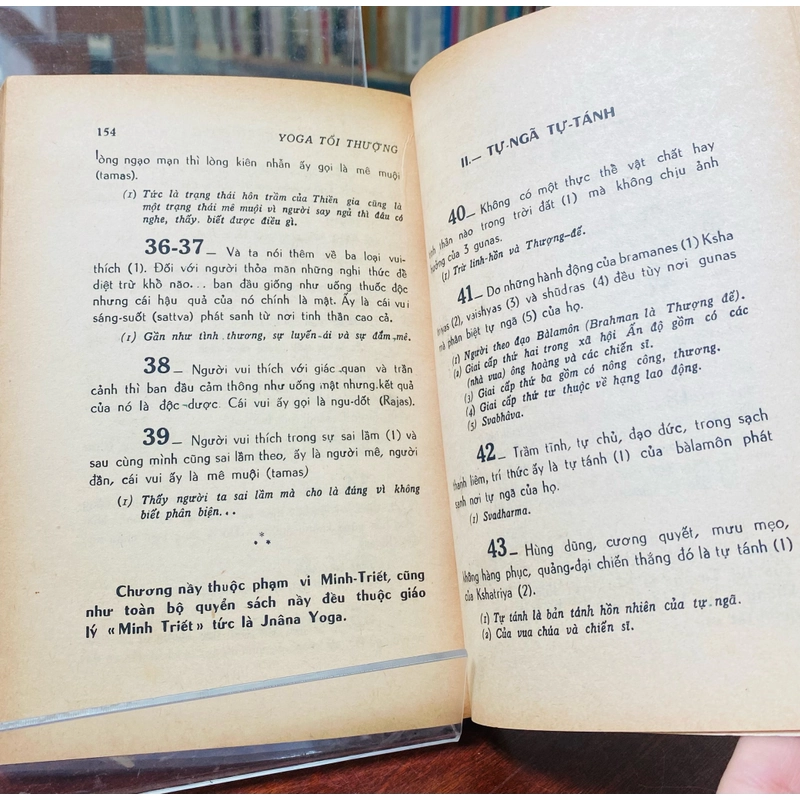 154
YOGA TỐI THƯỢNG
lòng ngạo mạn thì lòng kiên nhẫn ấy gọi là mê muội
(tamas).
(1) Tức là trạng thái hôn trầm của Thiền gia cũng là
một trạng thái mê muội vì người say ngủ thì đâu có
nghe, thấy. biết được điều gì.
36-37_ Và ta nói thêm về ba loại vui-
thích (1). Đối với người thỏa mãn những nghi thức để
diệt trừ khổ não... ban đầu giống như uống thuốc độc
nhưng cái hậu quả của nó chính là mật. Ấy là cái vui
sáng-suốt (sattva) phát sanh từ nơi tinh thần cao cả.
(1) Gần như tình thương, sự luyến-ái và sự đắm mê.
38_ Người vui thích với giác-quan và trần
cảnh thì ban đầu cảm thông như uống mật nhưng kết quả
của nó là độc-dược. Cái vui ấy gọi là ngu-dốt (Rajas).
39_ Người vui thích trong sự sai lầm (1) và
sau cùng mình cũng sai lầm theo, ấy là người mê, người
đần, cái vui ấy là mê muội (tamas)
(1) Thấy người ta sai lầm mà cho là đúng vì không
biết phân biện...
***
Chương nầy thuộc phạm vi Minh-Triết, cũng
như toàn bộ quyển sách nầy đều thuộc giáo
lý « Minh Triết » tức là Jnâna Yoga.
II.— TỰ-NGÃ TỰ-TÁNH
40_ Không có một thực thể vật chất hay
thần nào trong trời đất (1) mà không chịu ảnh
hưởng của 3 gunas.
(1) Trừ linh-hồn và Thượng-đế.
41_ Do những hành động của bramanes (1) Ksha
tryas (2), vaishyas (3) và shūdras (4) đều tùy nơi gunas
mà phân biệt tự ngã (5) của họ.
(1) Người theo đạo Bàlamôn (Brahman là Thượng đế).
(2) Giai cấp thứ hai trong xã hội Ấn độ gồm có các
(nhà vua) ông hoàng và các chiến sĩ.
(3) Giai cấp thứ ba gồm có nông công, thương.
(4) Giai cấp thứ tư thuộc về hạng lao động.
(5) Svabhâva.
42_ Trầm tĩnh, tự chủ, đạo đức, trong sạch
thanh liêm, trí thức ấy là tự tánh (1) của bàlamôn phát
sanh nơi tự ngã của họ.
(1) Svadharma.
43_ Hùng dũng, cương quyết, mưu mẹo,
không hàng phục, quảng-đại chiến thắng đó là tự tánh (1)
của Kshatriya (2).
(1) Tự tánh là bản tánh hồn nhiên của tự-ngã.
(2) Của vua chúa và chiến sĩ.